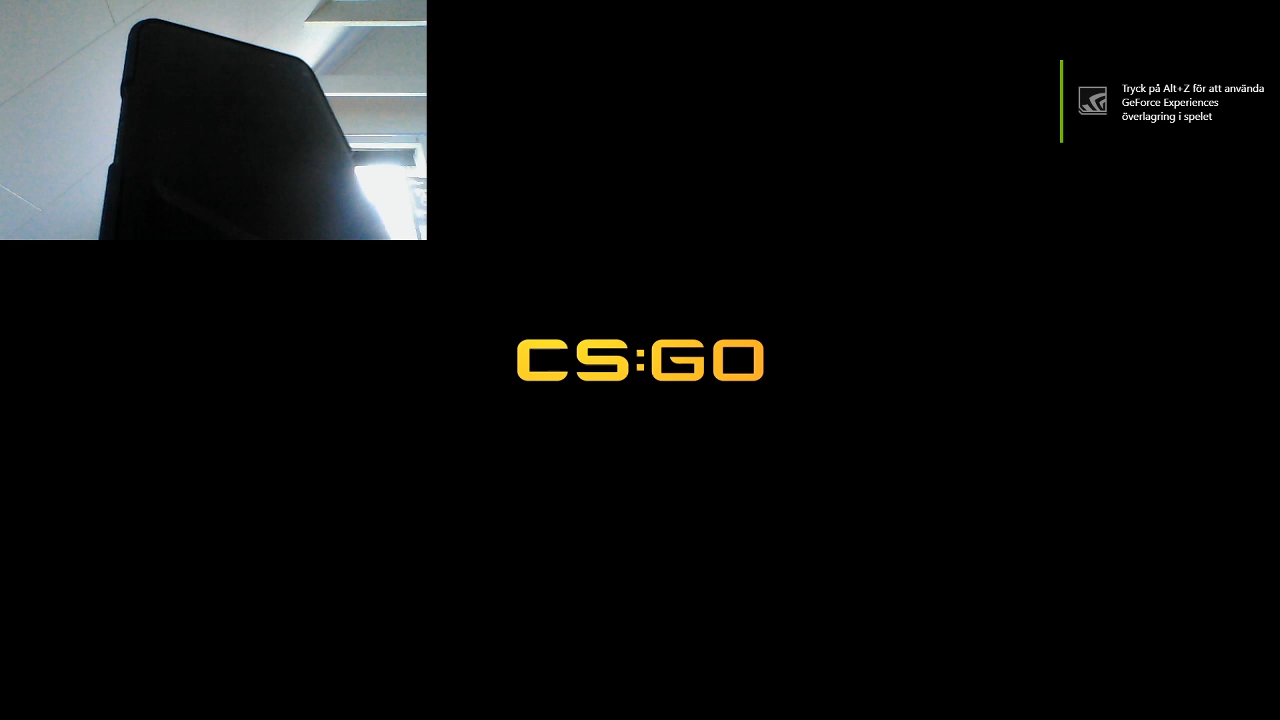 Tryck på Alt+Z för att använda
GeForce Experiences
överlagring i spelet
CS:GO